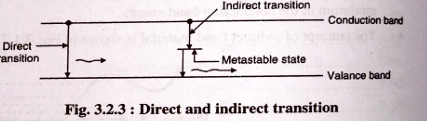 Indirect transition
Conduction band
Direct
ransition
Metastable state
Valance band
Fig. 3.2.3 : Direct and indirect transition